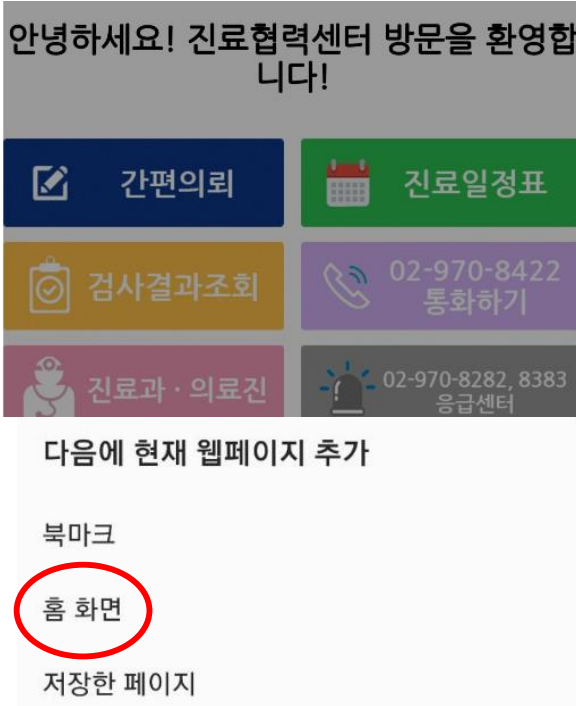 안녕하세요! 진료협력센터 방문을 환영합
니다!
간편의뢰
진료일정표
검사결과조회
02-970-8422
통화하기
진료과 · 의료진
02-970-8282, 8383
응급센터
다음에 현재 웹페이지 추가
북마크
홈 화면
저장한 페이지